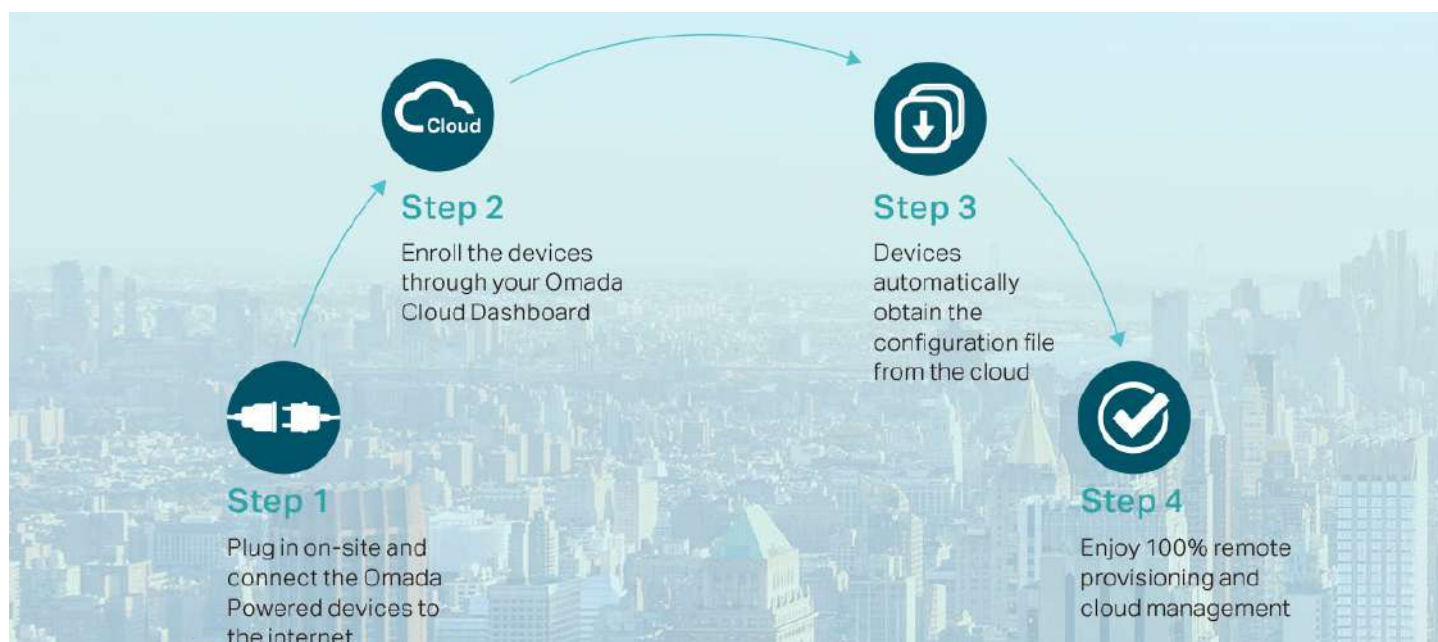 Cloud
Step 2
Enroll the devices
through your Omada
Cloud Dashboard
Step 3
Devices
automatically
obtain the
configuration file
from the cloud
Step 1
Plug in on-site and
connect the Omada
Powered devices to
the internet
Step 4
Enjoy 100% remote
provisioning and
cloud management